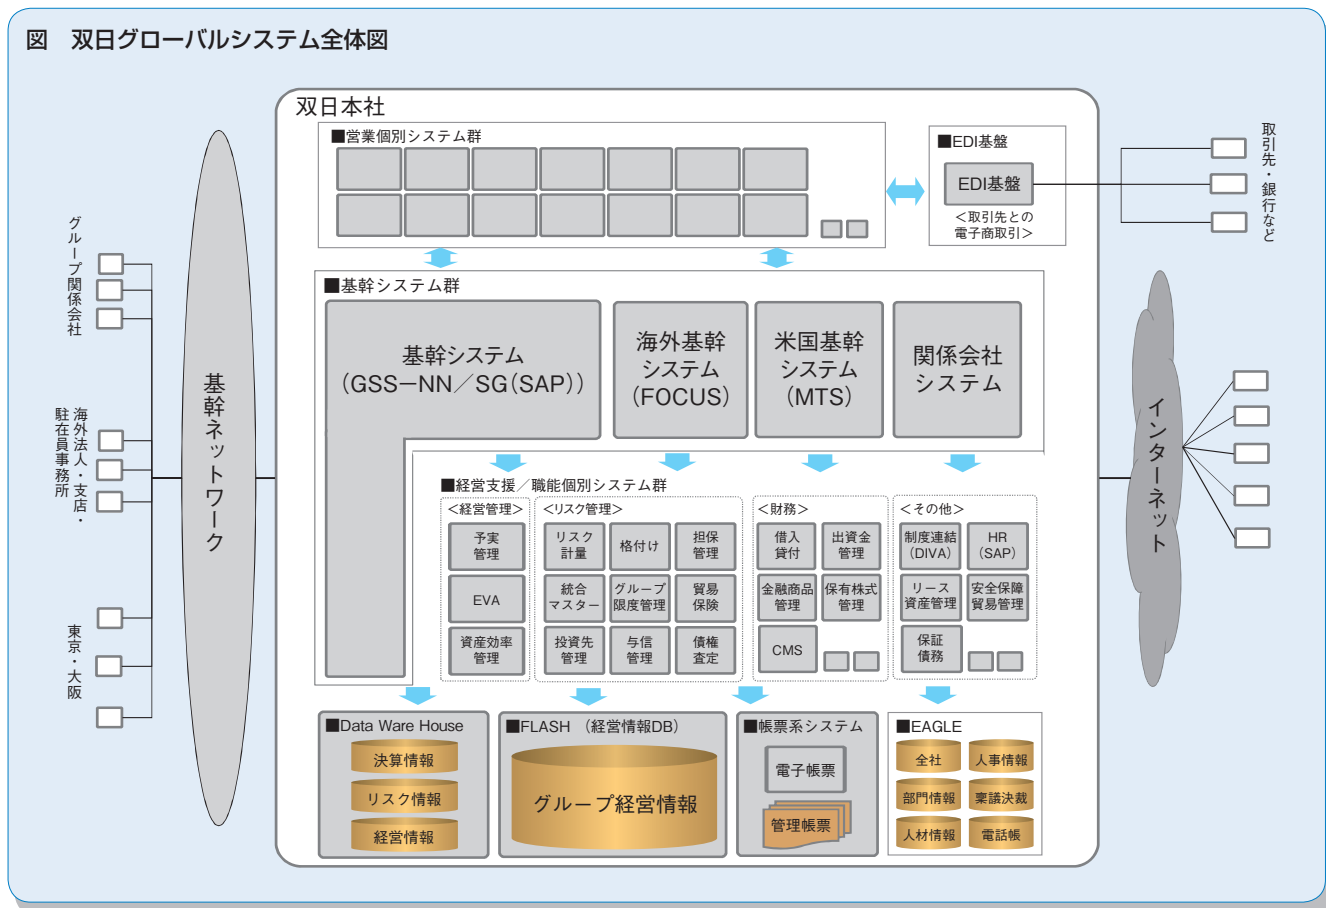 図　双日グローバルシステム全体図
双日本社
■営業個別システム群
■EDI基盤
EDI基盤
＜取引先との
電子商取引＞
取引先・銀行など
グループ関係会社
海外法人・支店・
駐在員事務所
東京・大阪
基幹ネットワーク
インターネット
■基幹システム群
基幹システム
（GSS－NN／SG（SAP））
海外基幹
システム
（FOCUS）
米国基幹
システム
（MTS）
関係会社
システム
■経営支援／職能個別システム群
＜経営管理＞
予実
管理
EVA
資産効率
管理
＜リスク管理＞
リスク
計量
格付け
担保
管理
統合
マスター
グループ
限度管理
貿易
保険
投資先
管理
与信
管理
債権
査定
＜財務＞
借入
貸付
出資金
管理
金融商品
管理
保有株式
管理
CMS
＜その他＞
制度連結
（DIVA）
HR
（SAP）
リース
資産管理
安全保障
貿易管理
保証
債務
■Data Ware House
決算情報
リスク情報
経営情報
■FLASH　（経営情報DB）
グループ経営情報
■帳票系システム
電子帳票
管理帳票
■EAGLE
全社
人事情報
部門情報
稟議決裁
人材情報
電話帳